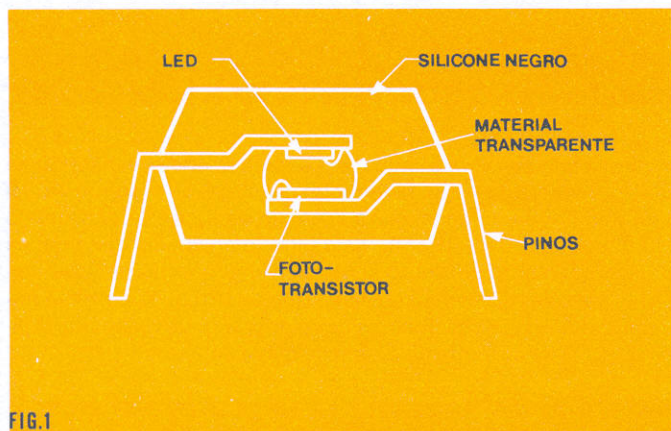 LED
SILICONE NEGRO
MATERIAL
TRANSPARENTE
PINOS
FOTO-
TRANSISTOR
FIG.1